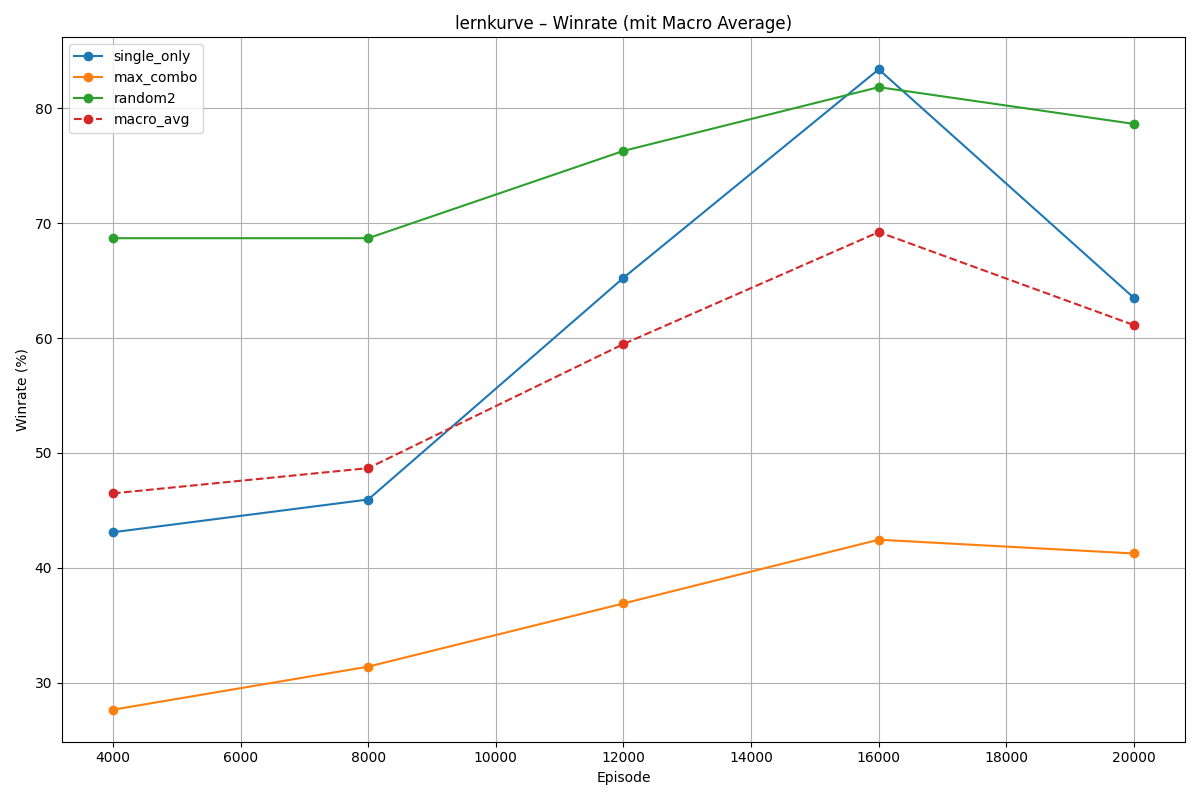 lernkurve – Winrate (mit Macro Average)
single_only
max_combo
random2
macro_avg
Winrate (%)
80
70
60
50
40
30
4000 6000 8000 10000 12000 14000 16000 18000 20000
Episode